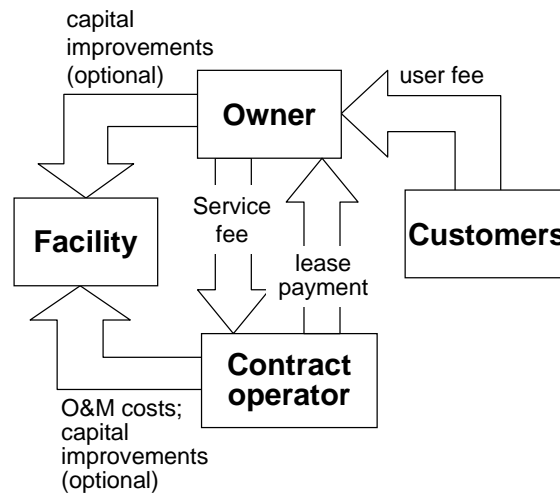 capital
improvements
(optional)
user fee
Owner
Service
fee
Facility
Customers
lease
payment
Contract
operator
O&M costs;
capital
improvements
(optional)